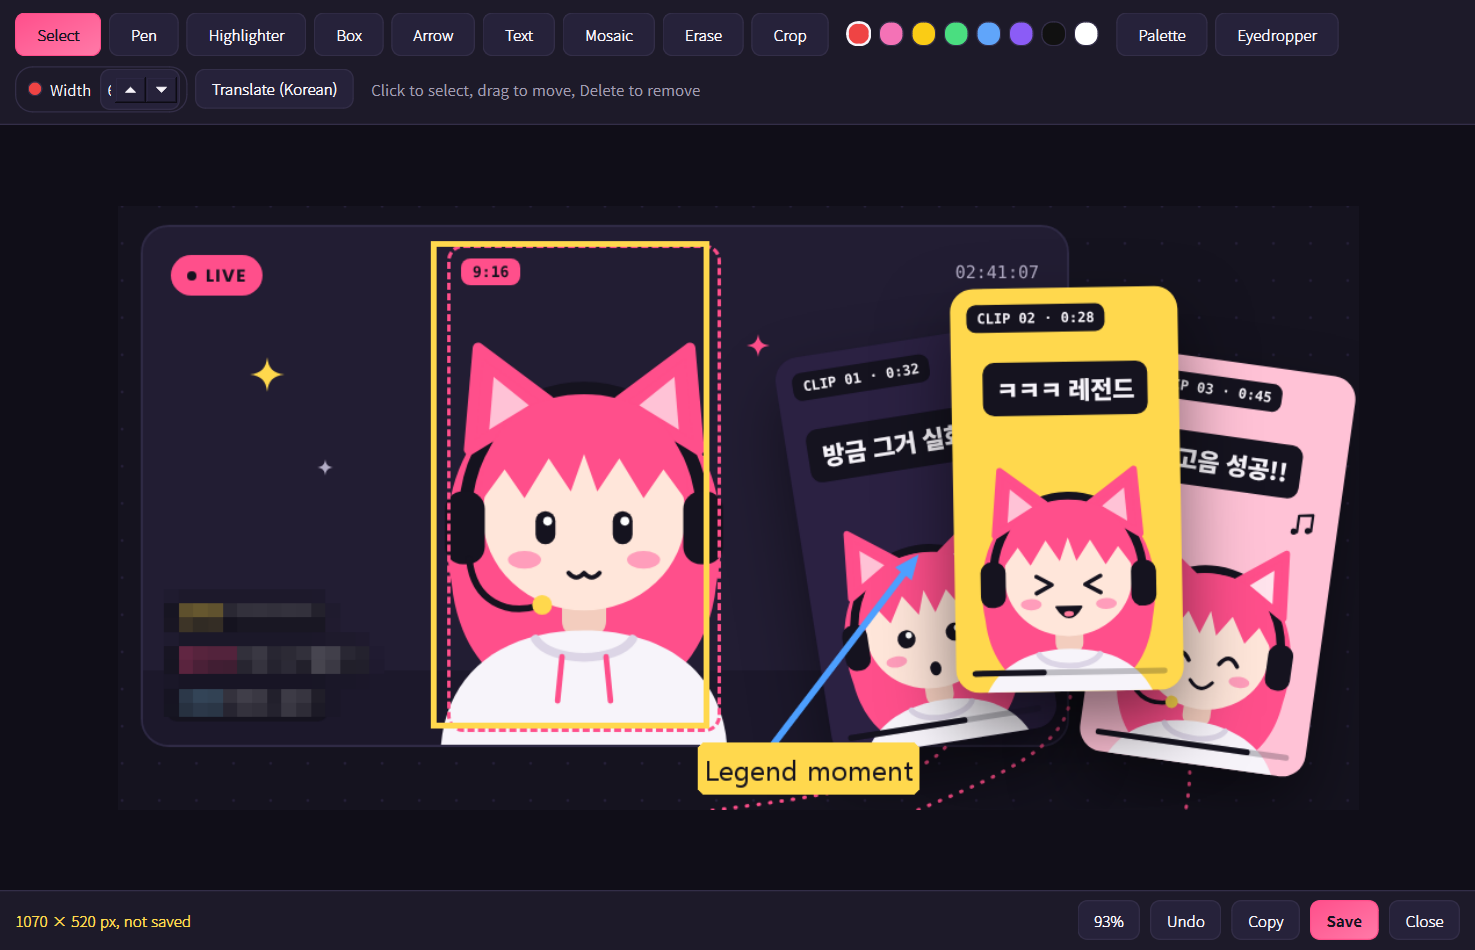 Select Pen Highlighter Box Arrow Text Mosaic Erase Crop Palette Eyedropper
Width Translate (Korean) Click to select, drag to move, Delete to remove
LIVE
9:16
02:41:07
CLIP 01 · 0:32
방금 그거
CLIP 02 · 0:28
ㅋㅋㅋ 레전드
03 · 0:45
고음 성공!!
Legend moment
1070 × 520 px, not saved
93% Undo Copy Save Close